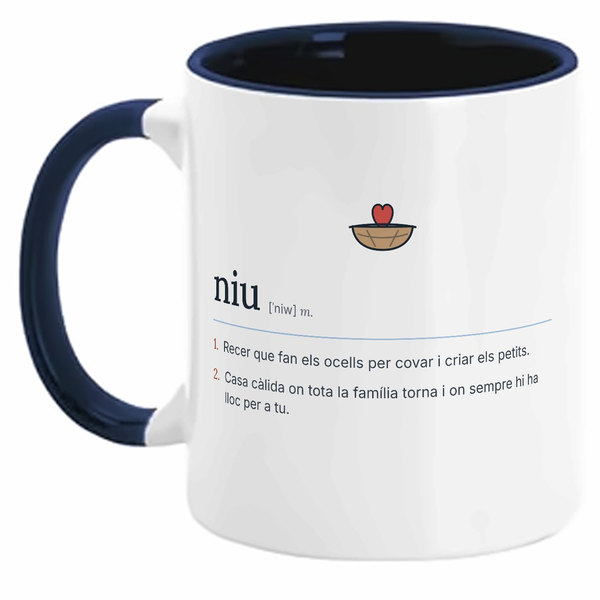 niu ['niw] m.
1. Recer que fan els ocells per covar i criar els petits.
2. Casa càlida on tota la família torna i on sempre hi ha
lloc per a tu.